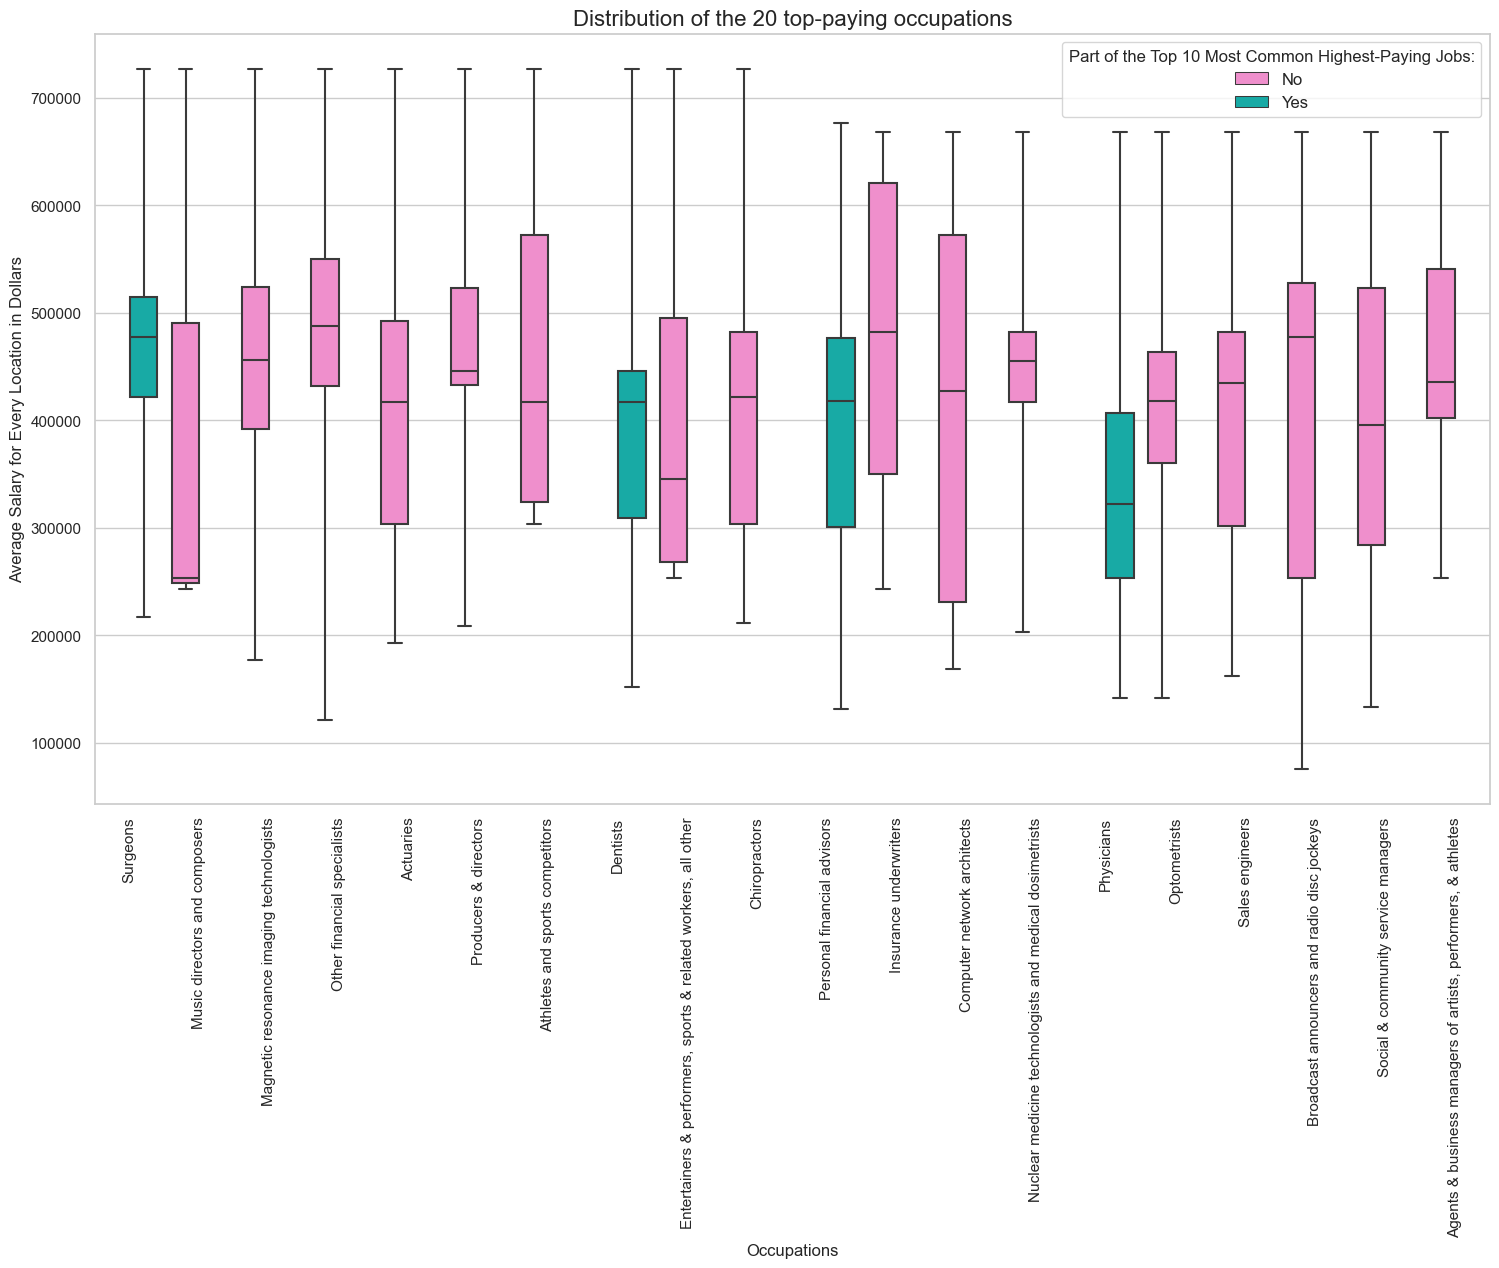 Distribution of the 20 top-paying occupations
Part of the Top 10 Most Common Highest-Paying Jobs:
No
Yes
Average Salary for Every Location in Dollars
700000
600000
500000
400000
300000
200000
100000
Surgeons
Music directors and composers
Magnetic resonance imaging technologists
Other financial specialists
Actuaries
Producers & directors
Athletes and sports competitors
Dentists
Entertainers & performers, sports & related workers, all other
Chiropractors
Personal financial advisors
Insurance underwriters
Computer network architects
Nuclear medicine technologists and medical dosimetrists
Physicians
Optometrists
Sales engineers
Broadcast announcers and radio disc jockeys
Social & community service managers
Agents & business managers of artists, performers, & athletes
Occupations